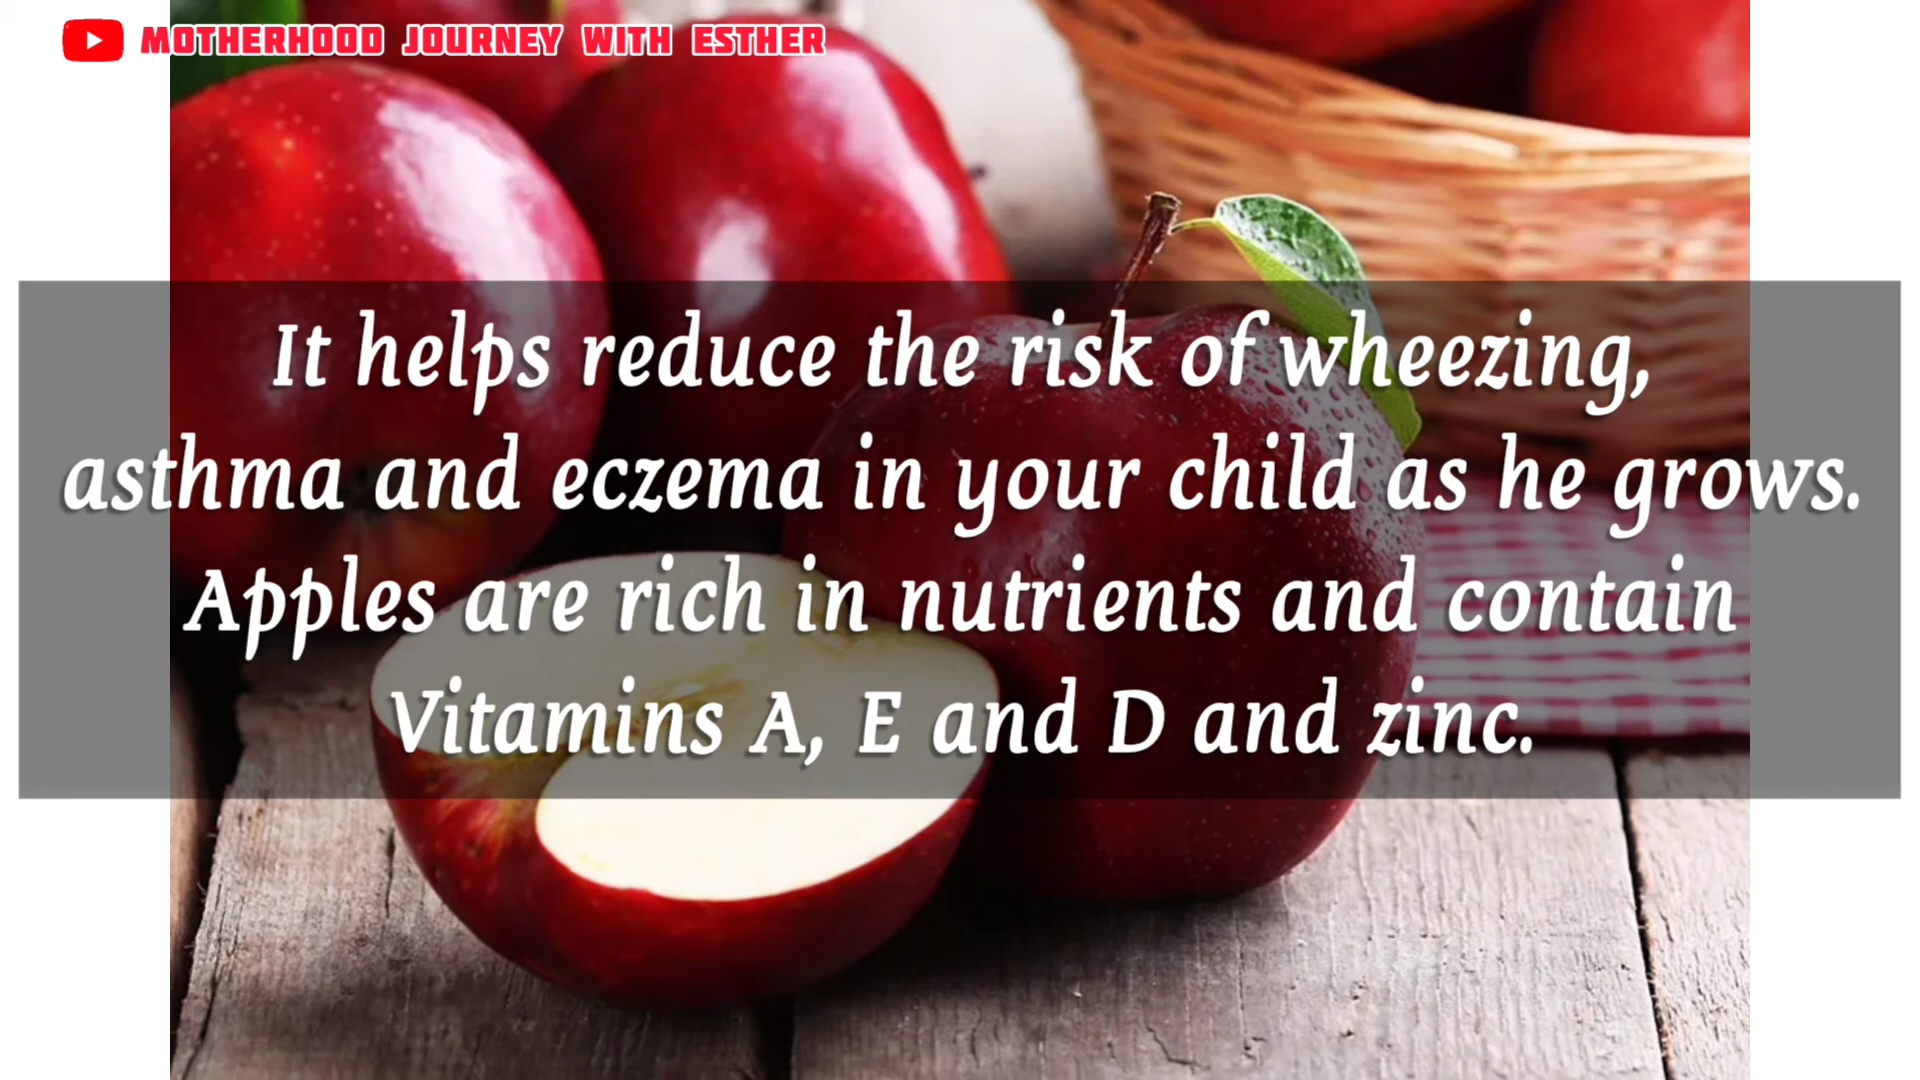 MOTHERHOOD JOURNEY WITH ESTHER
It helps reduce the risk of wheezing,
asthma and eczema in your child as he grows.
Apples are rich in nutrients and contain
Vitamins A, E and D and zinc.